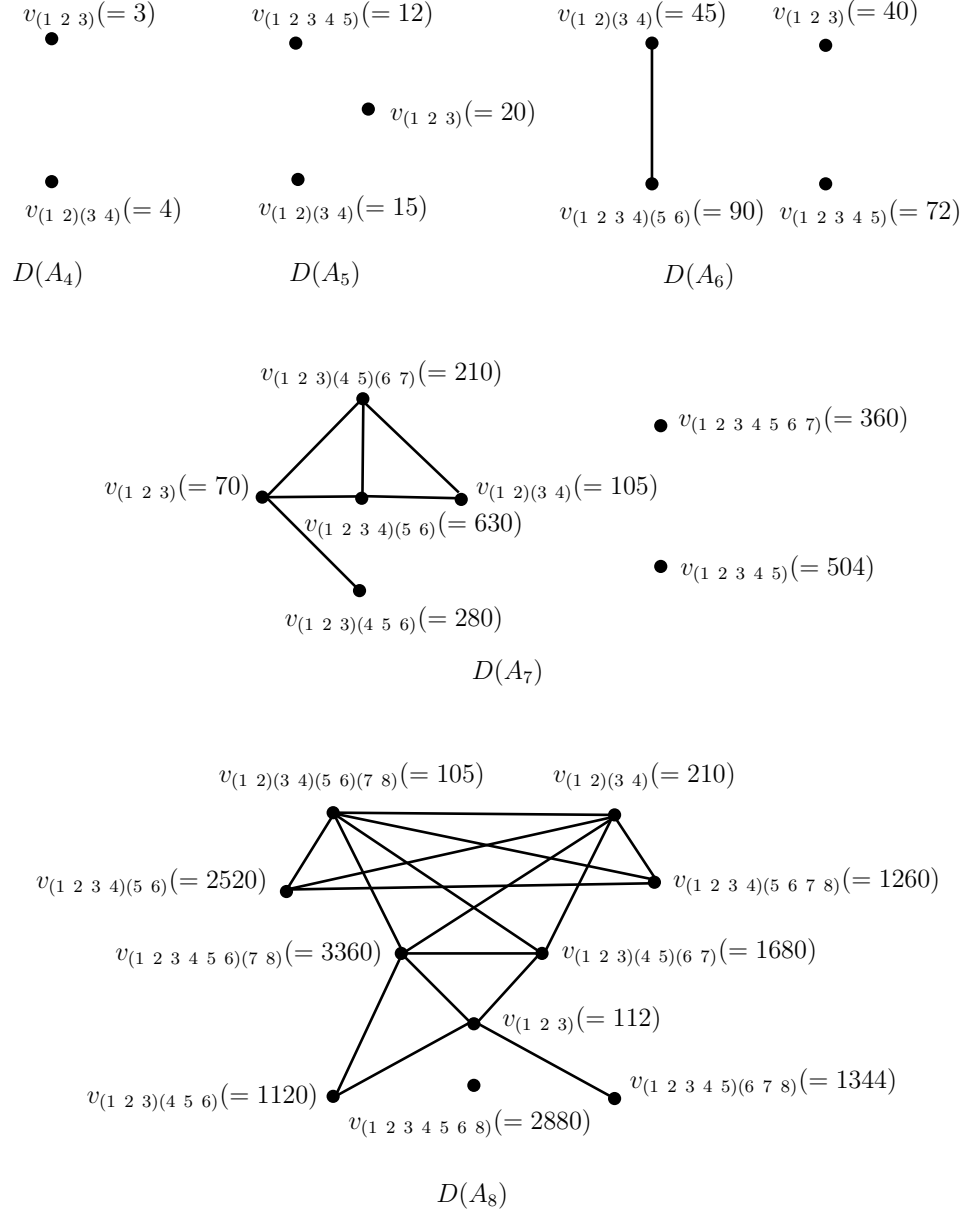 v_{(1 2 3)}(= 3)
v_{(1 2 3 4 5)}(= 12)
v_{(1 2)(3 4)}(= 45)
v_{(1 2 3)}(= 40)
v_{(1 2 3)}(= 20)
v_{(1 2)(3 4)}(= 4)
v_{(1 2)(3 4)}(= 15)
v_{(1 2 3 4)(5 6)}(= 90)
v_{(1 2 3 4 5)}(= 72)
D(A_4)
D(A_5)
D(A_6)
v_{(1 2 3)(4 5)(6 7)}(= 210)
v_{(1 2 3 4 5 6 7)}(= 360)
v_{(1 2 3)}(= 70)
v_{(1 2)(3 4)}(= 105)
v_{(1 2 3 4)(5 6)}(= 630)
v_{(1 2 3 4 5)}(= 504)
v_{(1 2 3)(4 5 6)}(= 280)
D(A_7)
v_{(1 2)(3 4)(5 6)(7 8)}(= 105)
v_{(1 2)(3 4)}(= 210)
v_{(1 2 3 4)(5 6)}(= 2520)
v_{(1 2 3 4)(5 6 7 8)}(= 1260)
v_{(1 2 3 4 5 6)(7 8)}(= 3360)
v_{(1 2 3)(4 5)(6 7)}(= 1680)
v_{(1 2 3)}(= 112)
v_{(1 2 3)(4 5 6)}(= 1120)
v_{(1 2 3 4 5)(6 7 8)}(= 1344)
v_{(1 2 3 4 5 6 8)}(= 2880)
D(A_8)